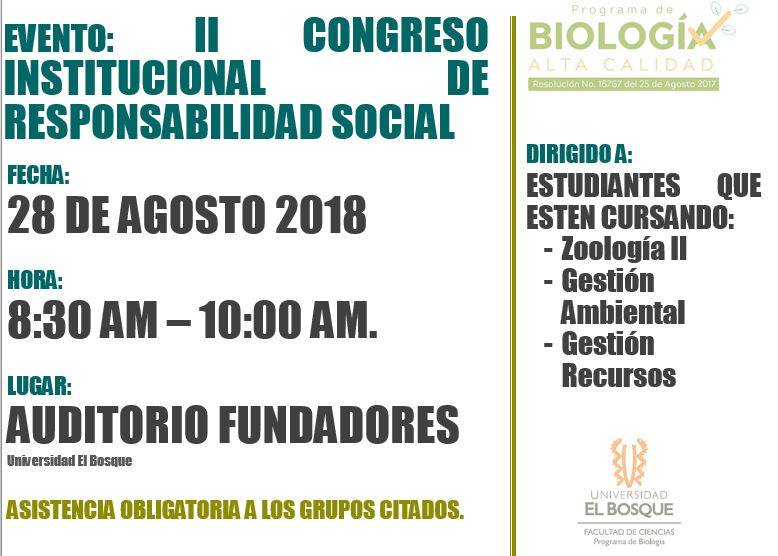 EVENTO: II CONGRESO
INSTITUCIONAL DE
RESPONSABILIDAD SOCIAL
FECHA:
28 DE AGOSTO 2018
HORA:
8:30 AM – 10:00 AM.
LUGAR:
AUDITORIO FUNDADORES
Universidad El Bosque
ASISTENCIA OBLIGATORIA A LOS GRUPOS CITADOS.
Programa de
BIOLOGÍA
ALTA CALIDAD
Resolución No. 16767 del 25 de Agosto 2017
DIRIGIDO A:
ESTUDIANTES QUE
ESTEN CURSANDO:
- Zoología II
- Gestión
Ambiental
- Gestión
Recursos
UNIVERSIDAD
EL BOSQUE
FACULTAD DE CIENCIAS
Programa de Biología